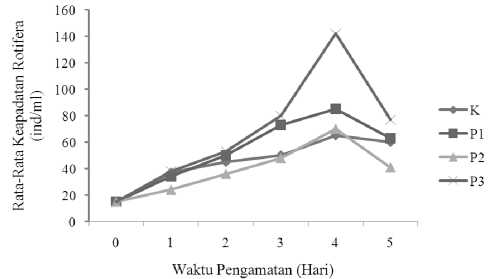 Rata-Rata Keapadatan Rotifera
(ind/ml)
160
140
120
100
80
60
40
20
0
0 1 2 3 4 5
Waktu Pengamatan (Hari)
K
P1
P2
P3